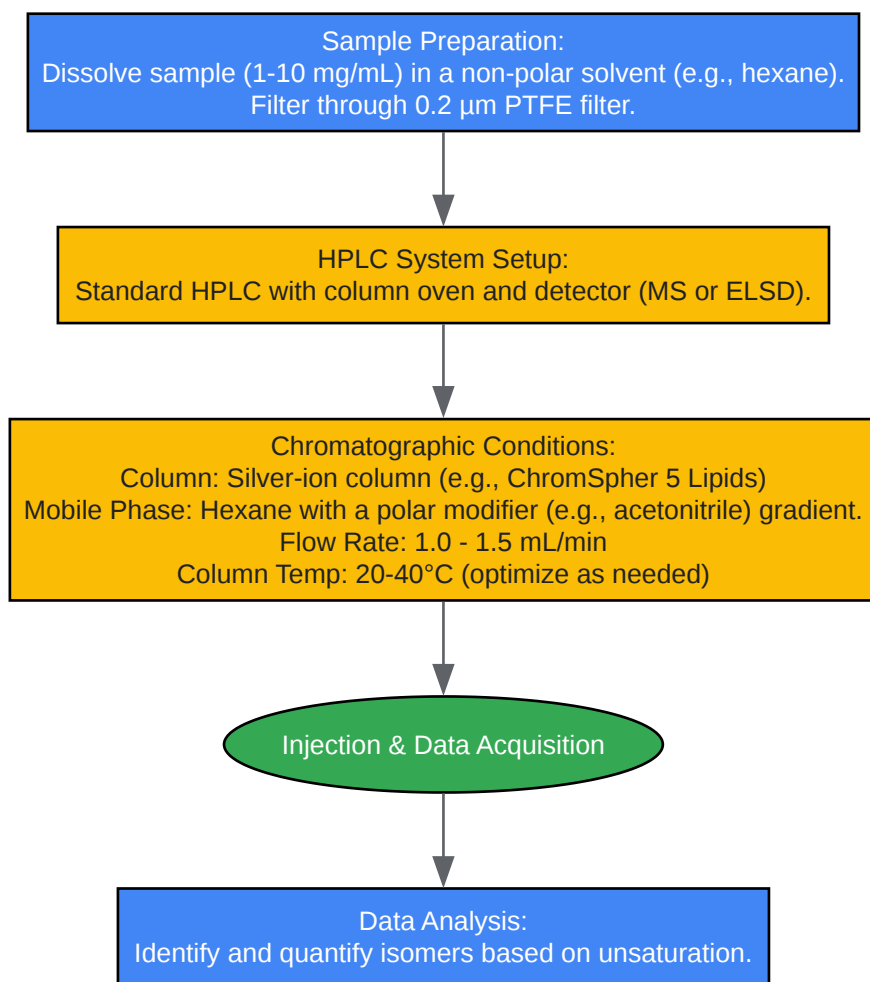 Sample Preparation:
Dissolve sample (1-10 mg/mL) in a non-polar solvent (e.g., hexane).
Filter through 0.2 µm PTFE filter.
HPLC System Setup:
Standard HPLC with column oven and detector (MS or ELSD).
Chromatographic Conditions:
Column: Silver-ion column (e.g., ChromSpher 5 Lipids)
Mobile Phase: Hexane with a polar modifier (e.g., acetonitrile) gradient.
Flow Rate: 1.0 - 1.5 mL/min
Column Temp: 20-40°C (optimize as needed)
Injection & Data Acquisition
Data Analysis:
Identify and quantify isomers based on unsaturation.